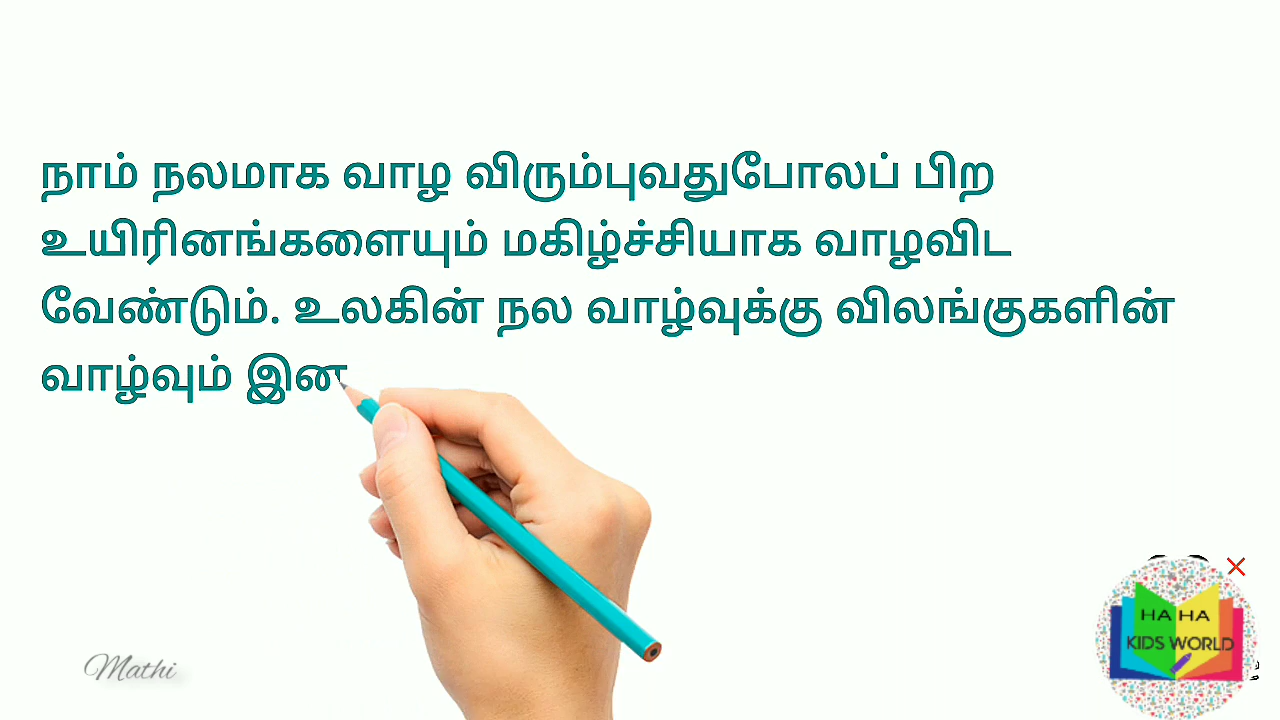 நாம் நலமாக வாழ விரும்புவதுபோலப் பிற
உயிரினங்களையும் மகிழ்ச்சியாக வாழவிட
வேண்டும். உலகின் நல வாழ்வுக்கு விலங்குகளின்
வாழ்வும் இன
HA HA
KIDS WORLD
Mathi